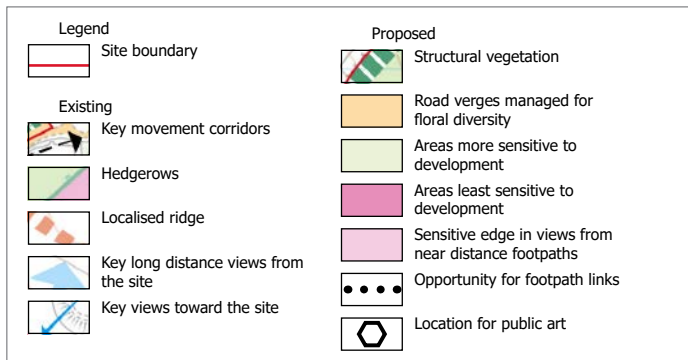 Legend
Site boundary
Existing
Key movement corridors
Hedgerows
Localised ridge
Key long distance views from
the site
Key views toward the site
Proposed
Structural vegetation
Road verges managed for
floral diversity
Areas more sensitive to
development
Areas least sensitive to
development
Sensitive edge in views from
near distance footpaths
Opportunity for footpath links
Location for public art